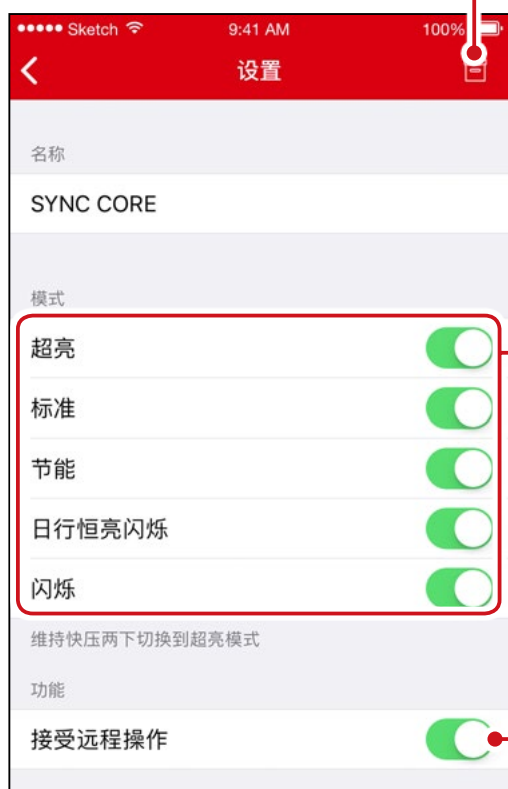 Sketch 9:41 AM 100%
设置
名称
SYNC CORE
模式
超亮
标准
节能
日行恒亮闪烁
闪烁
维持快压两下切换到超亮模式
功能
接受远程操作